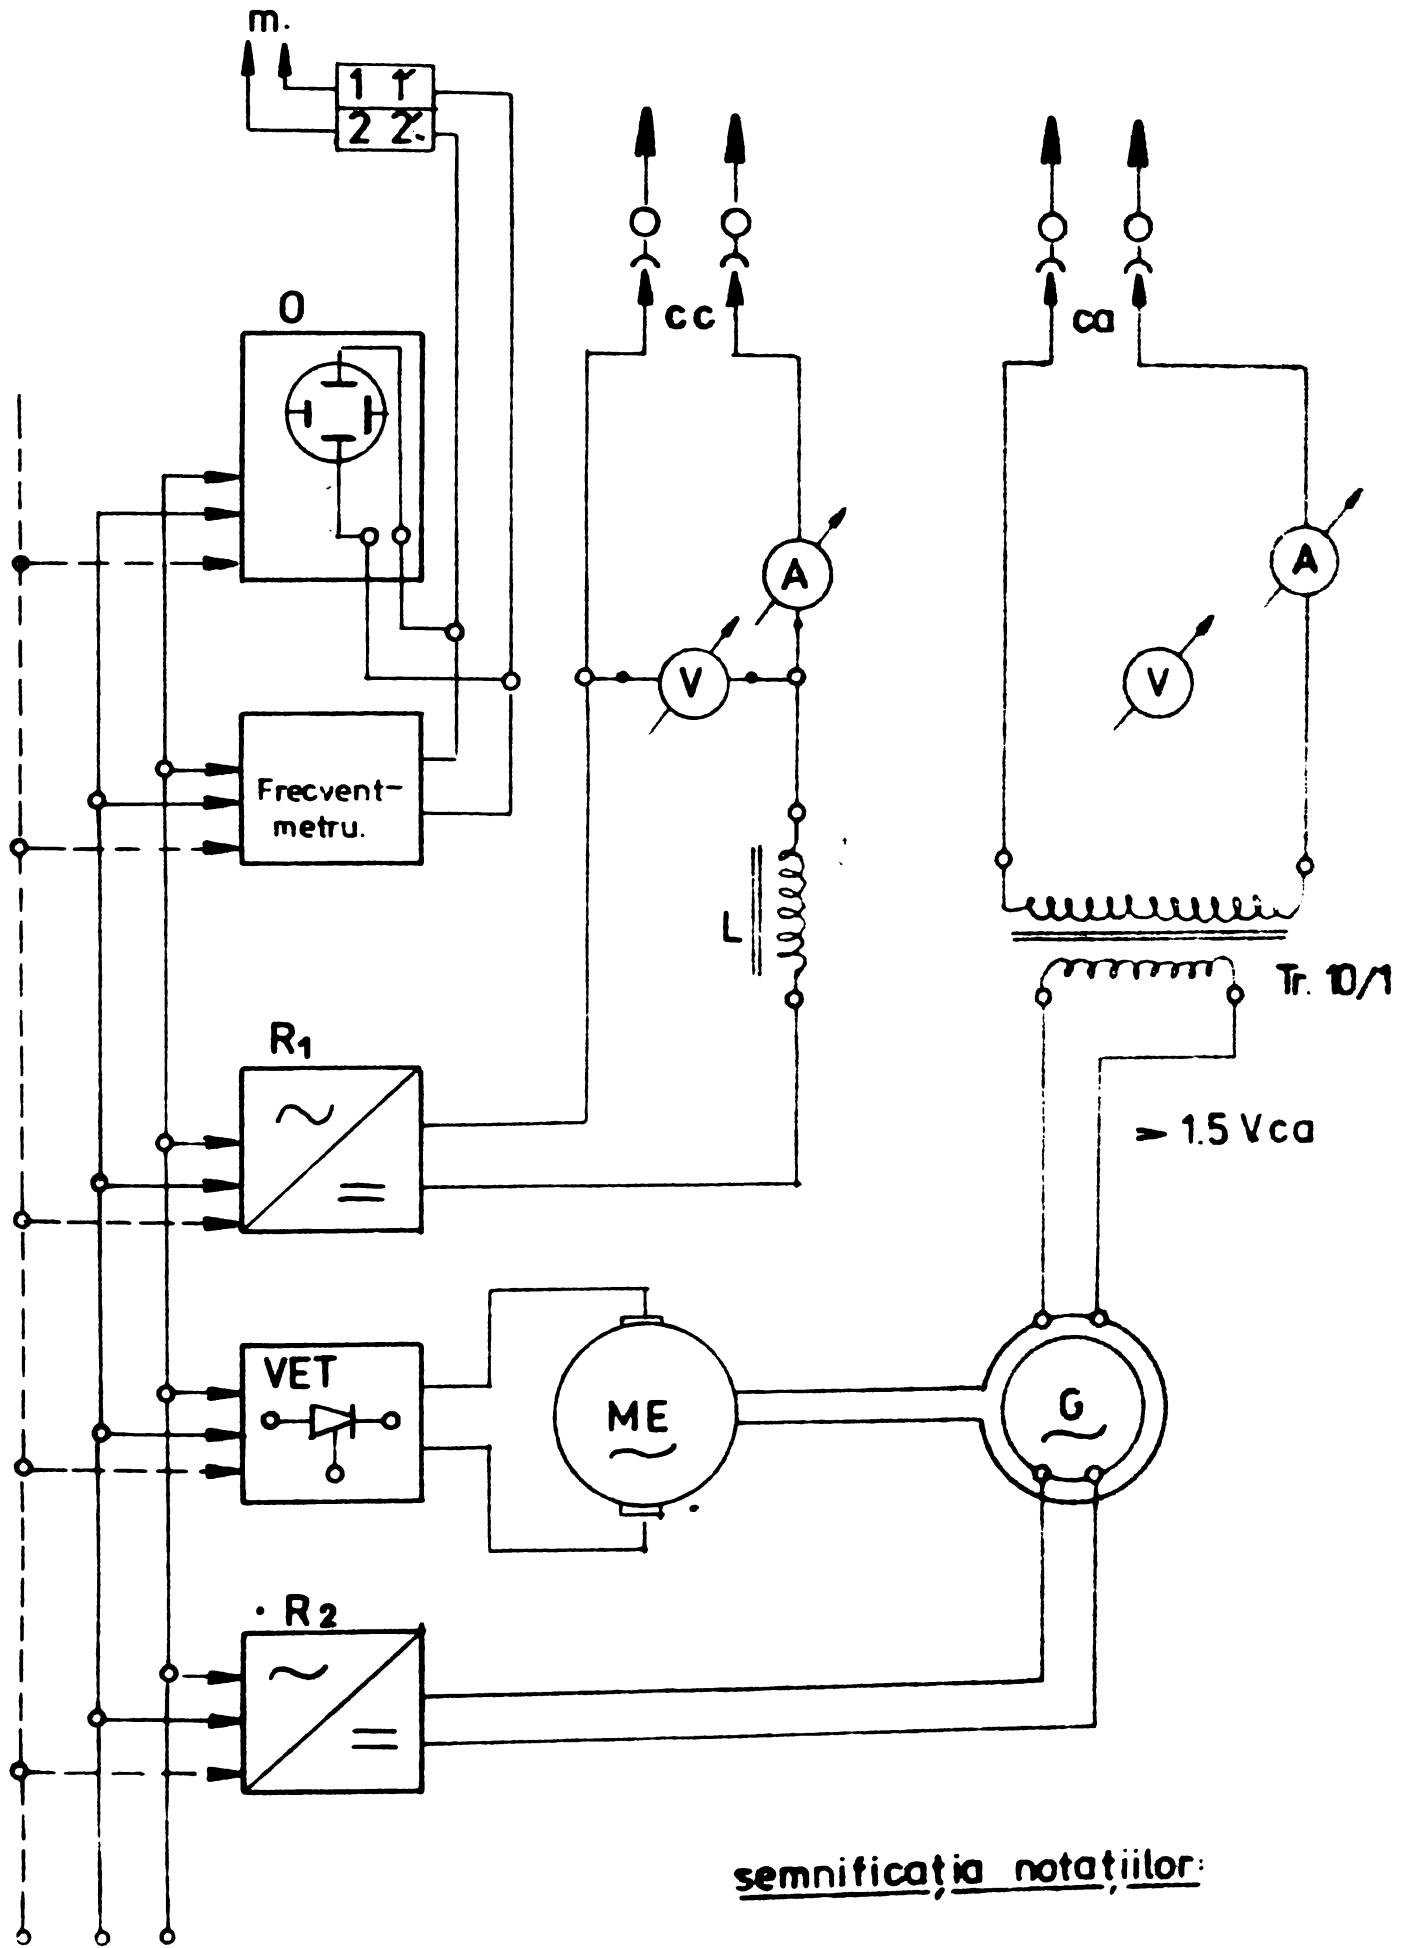 m.
1 1'
2 2'
O
cc
ca
A
A
V
V
Frecvent-
metru.
L
Tr. 10/1
R1
> 1.5 Vca
VET
ME
G
R2
semnificația notațiilor: